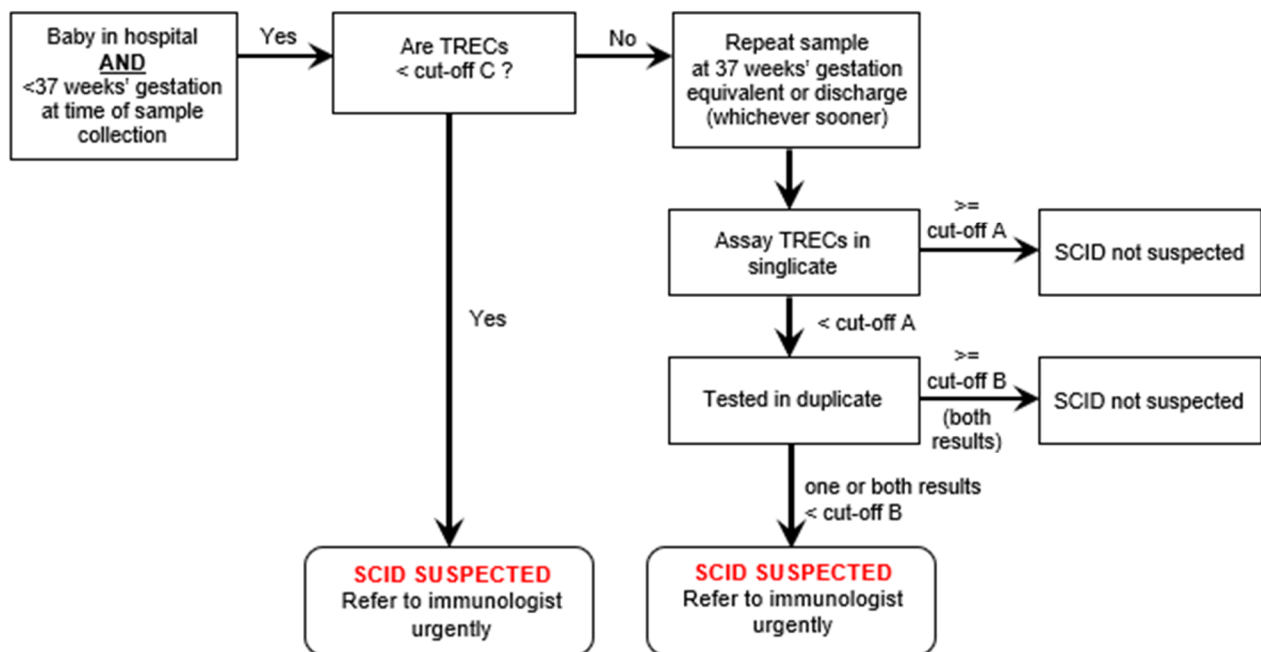 Baby in hospital
AND
<37 weeks' gestation
at time of sample
collection
Yes
Are TRECs
< cut-off C ?
No
Repeat sample
at 37 weeks' gestation
equivalent or discharge
(whichever sooner)
Assay TRECs in
singlicate
>=
cut-off A
SCID not suspected
Yes
< cut-off A
Tested in duplicate
>=
cut-off B
(both
results)
SCID not suspected
one or both results
< cut-off B
SCID SUSPECTED
Refer to immunologist
urgently
SCID SUSPECTED
Refer to immunologist
urgently